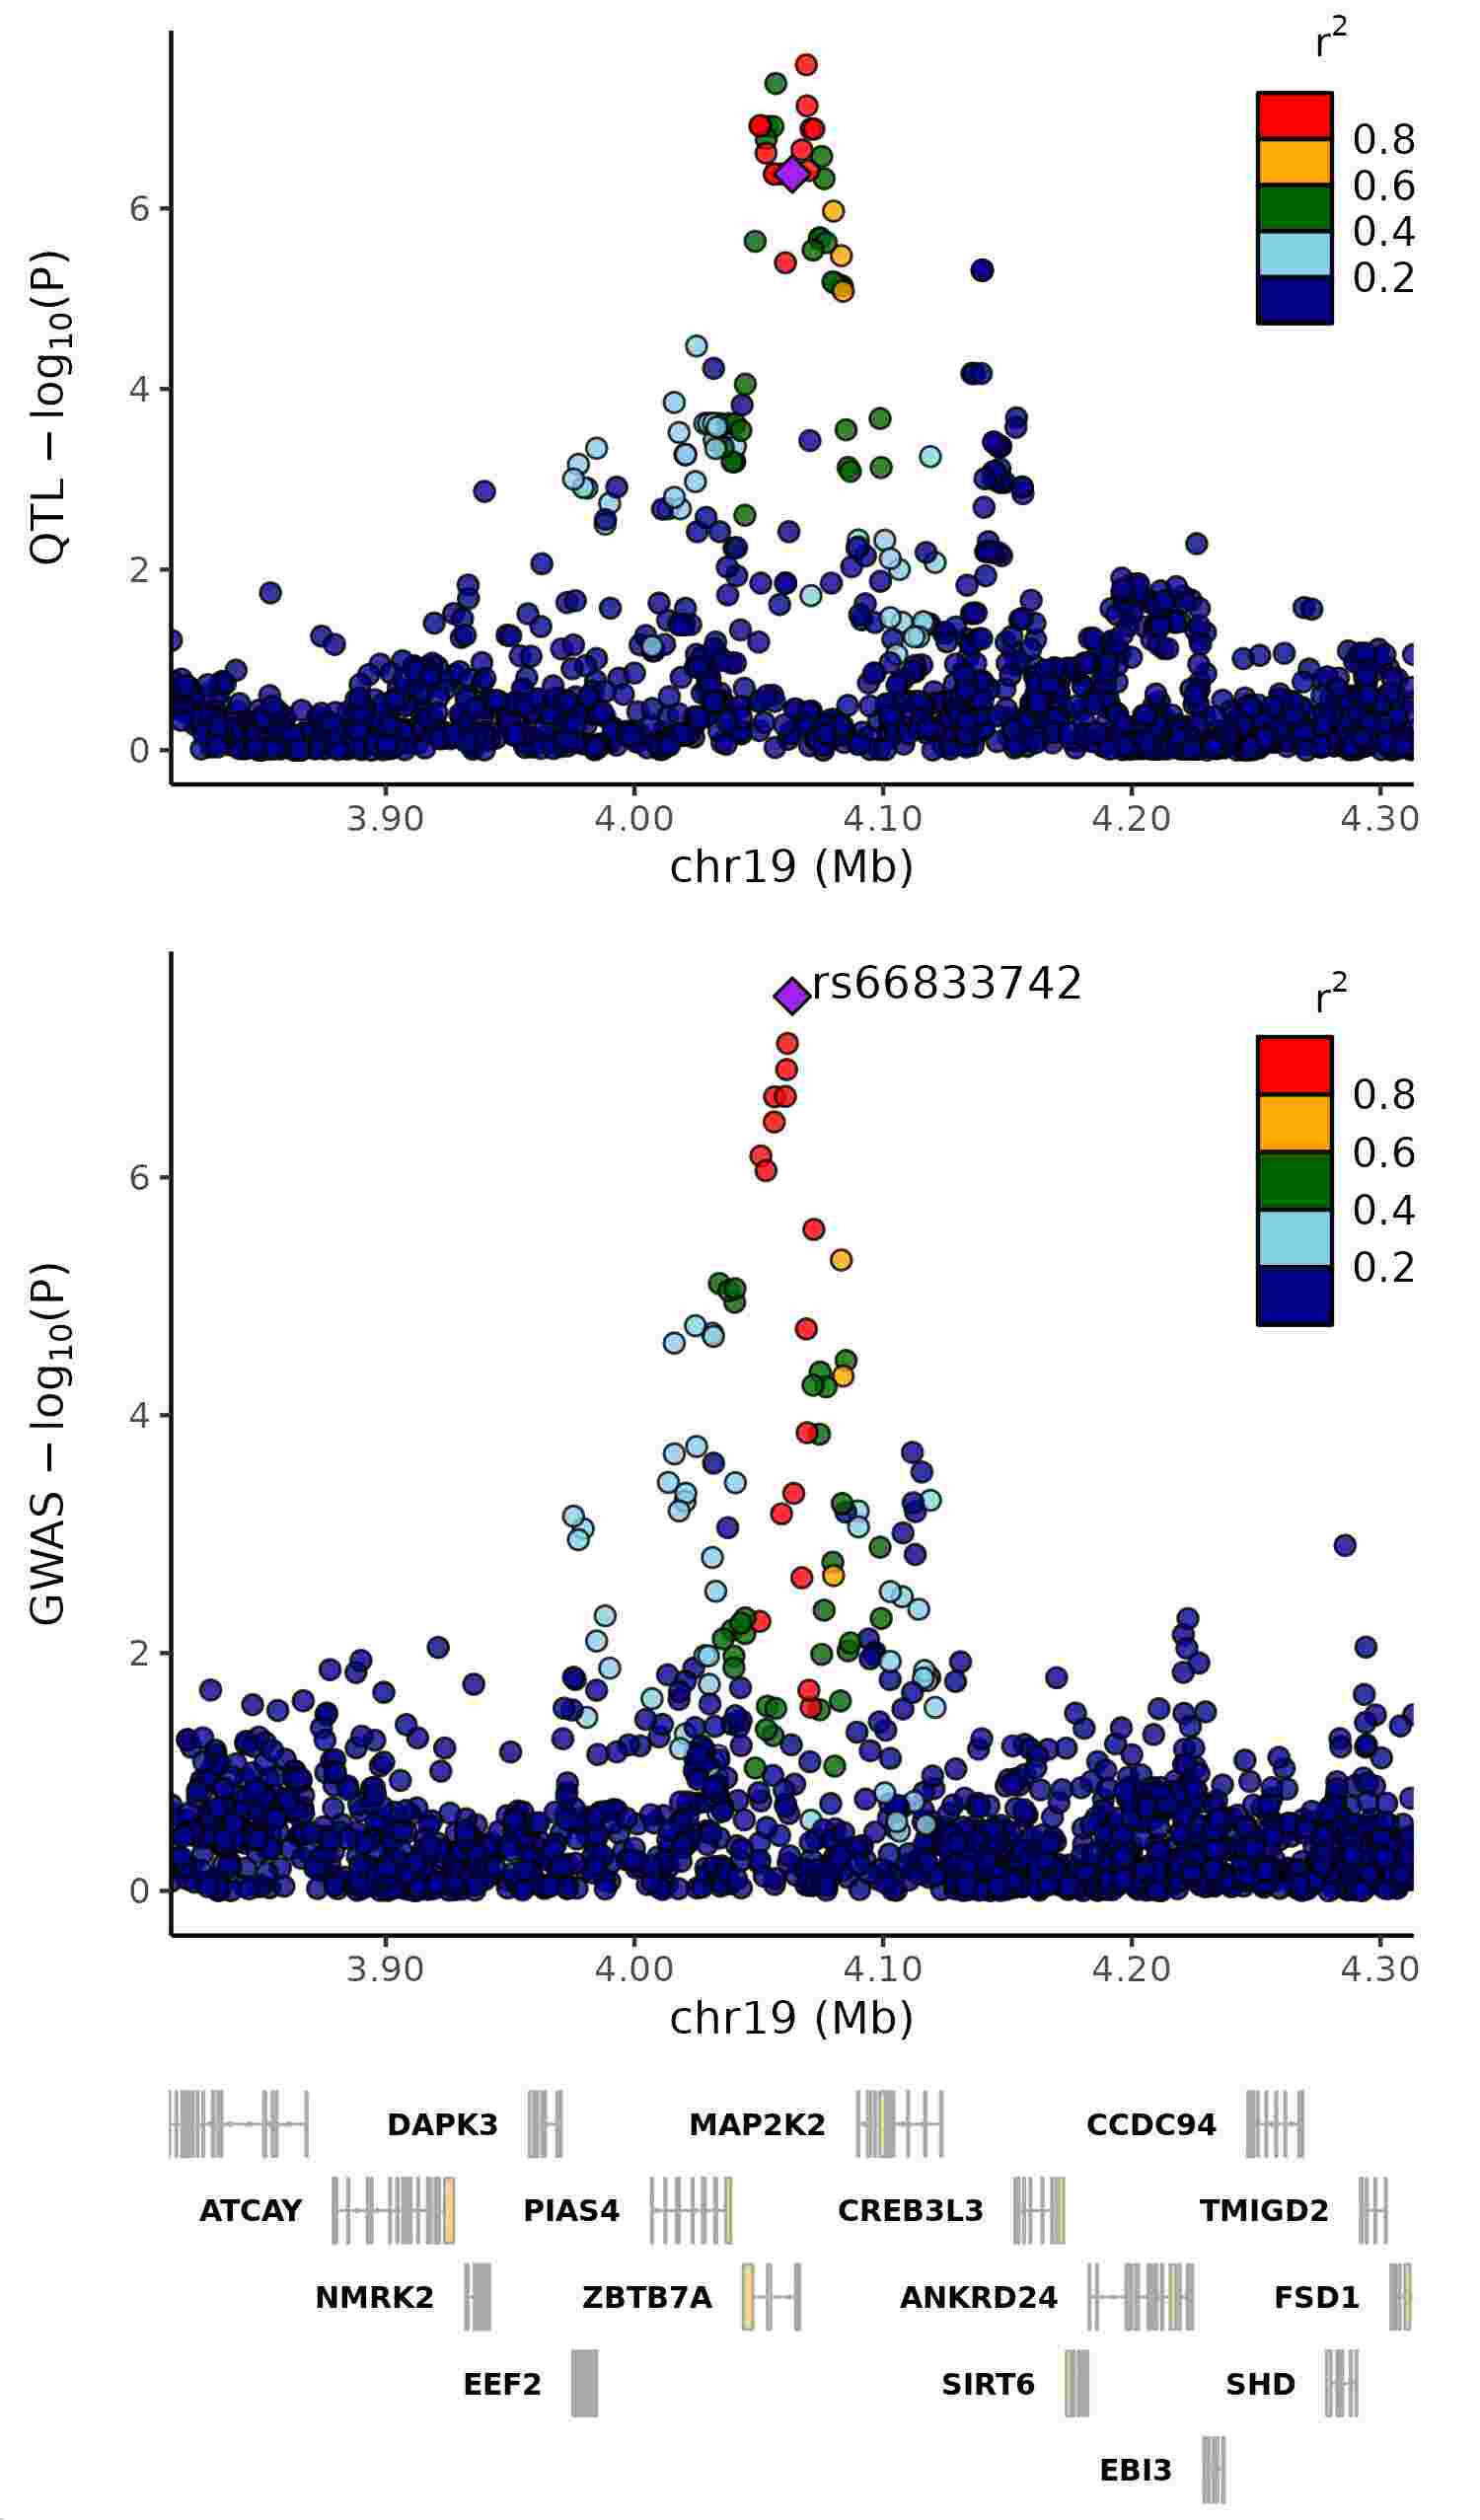 r2
0.8
0.6
0.4
0.2
QTL −log10(P)
6
4
2
0
3.90 4.00 4.10 4.20 4.30
chr19 (Mb)
rs66833742
r2
0.8
0.6
0.4
0.2
GWAS −log10(P)
6
4
2
0
3.90 4.00 4.10 4.20 4.30
chr19 (Mb)
DAPK3 MAP2K2 CCDC94
ATCAY PIAS4 CREB3L3 TMIGD2
NMRK2 ZBTB7A ANKRD24 FSD1
EEF2 SIRT6 SHD
EBI3